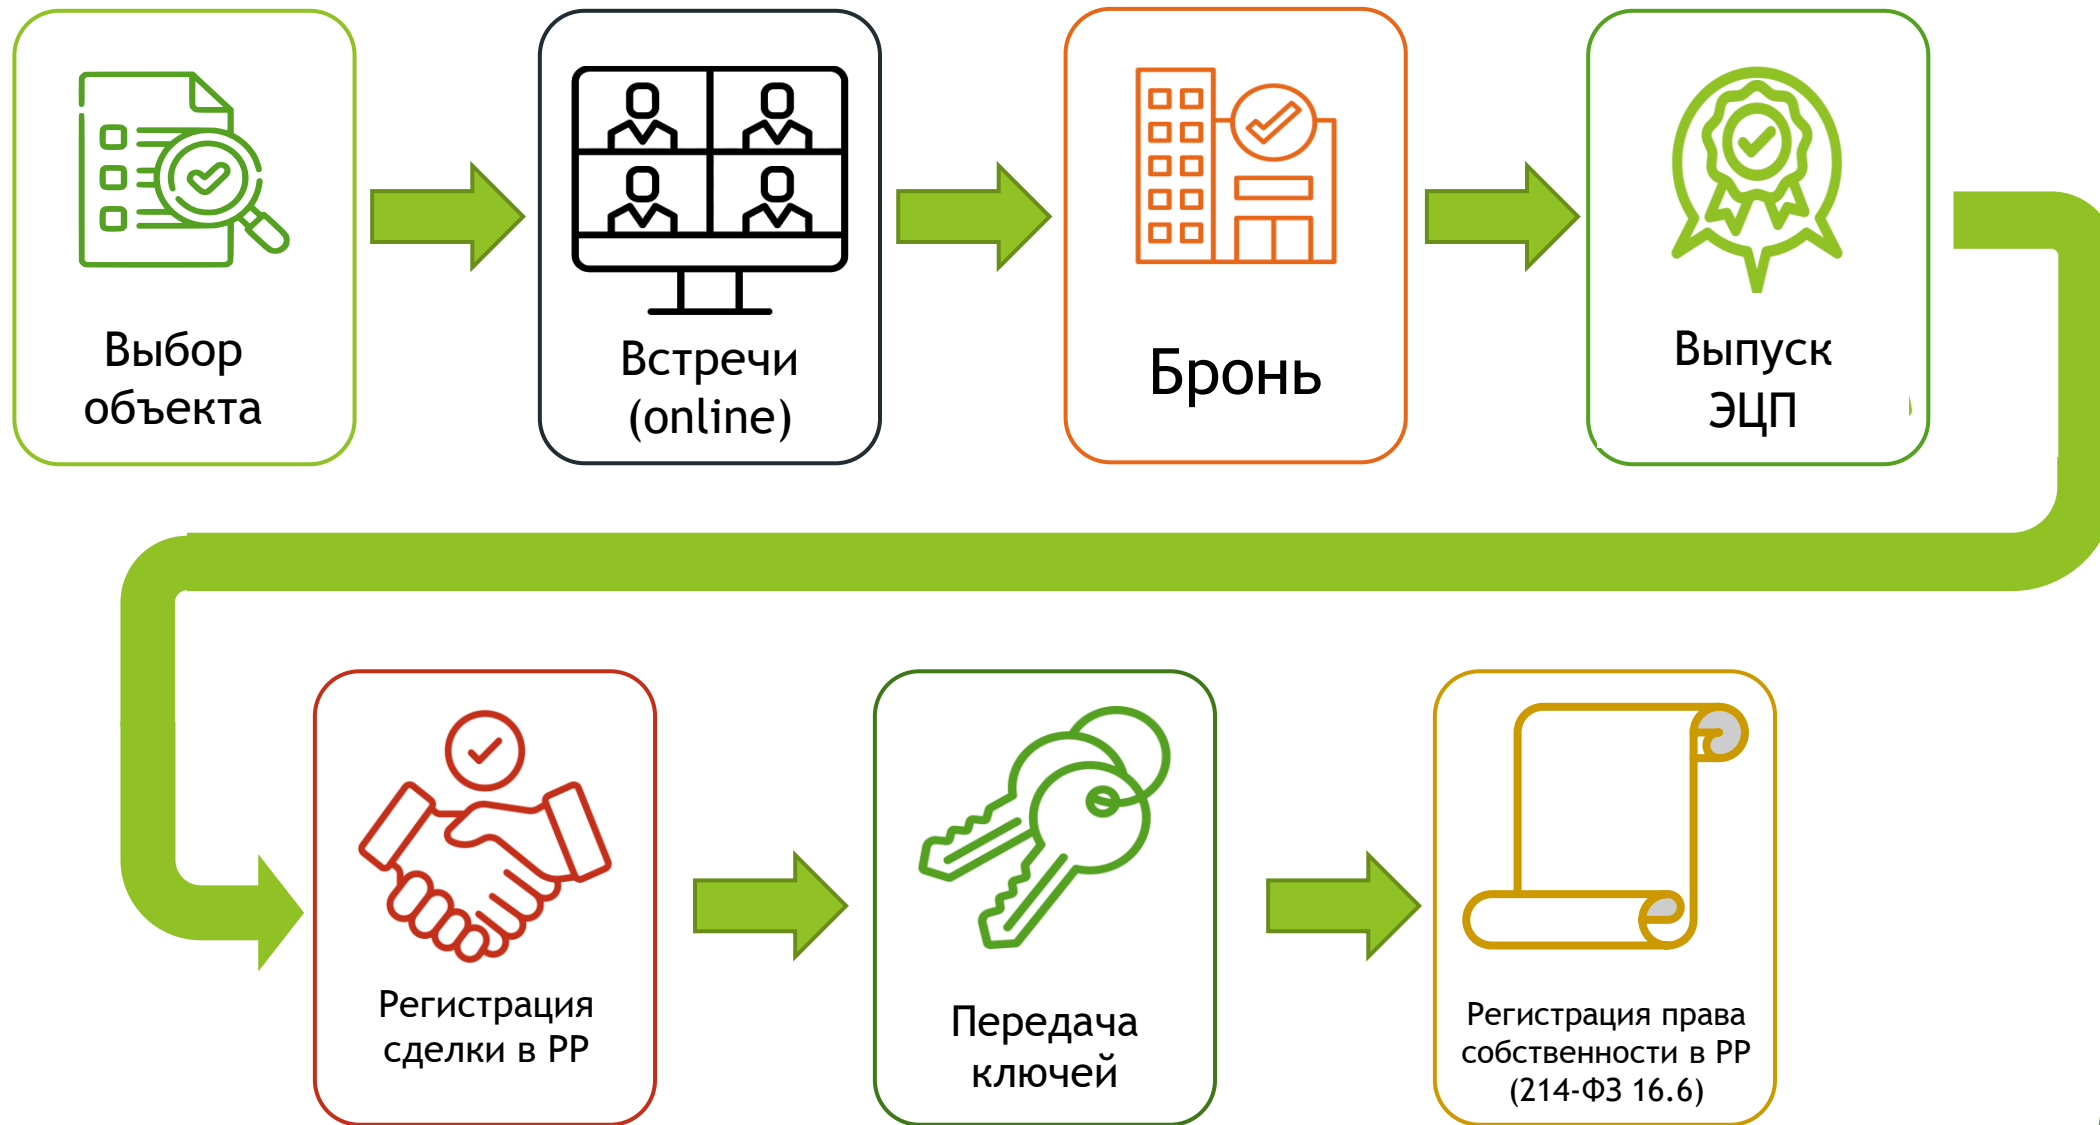 Выбор
объекта
Встречи
(online)
Бронь
Выпуск
ЭЦП
Регистрация
сделки в РР
Передача
ключей
Регистрация права
собственности в РР
(214-ФЗ 16.6)